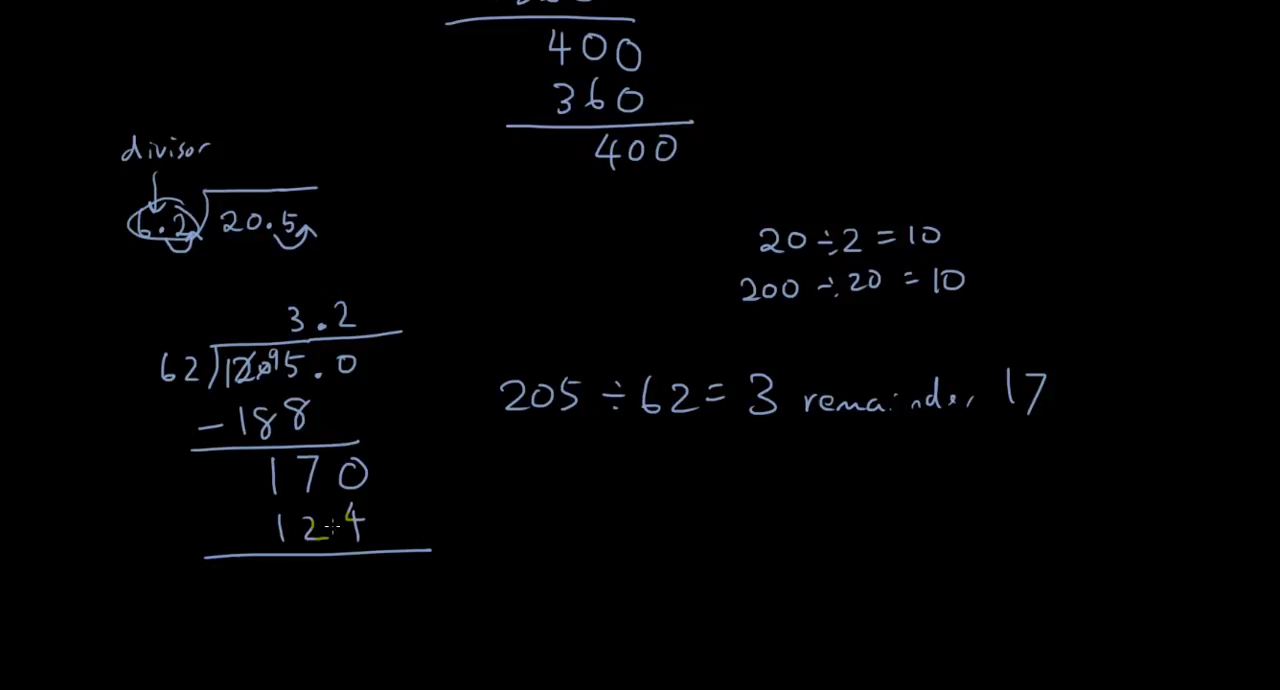 400
360
400
divisor
6.2 20.5
20 ÷ 2 = 10
200 ÷ 20 = 10
3.2
62 205.0
205 ÷ 62 = 3 remainder 17
- 188
170
124